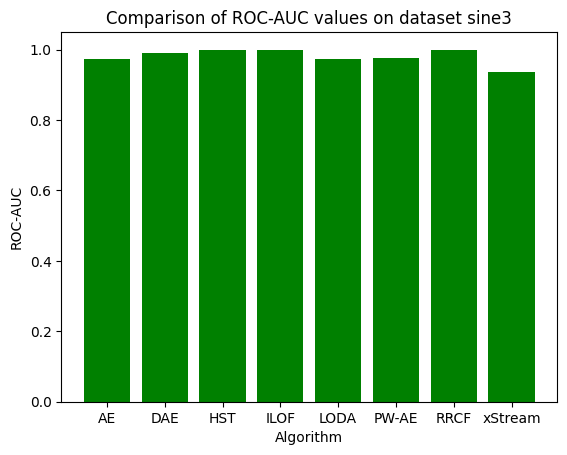 Comparison of ROC-AUC values on dataset sine3
1.0
0.8
0.6
0.4
0.2
0.0
ROC-AUC
AE DAE HST ILOF LODA PW-AE RRCF xStream
Algorithm